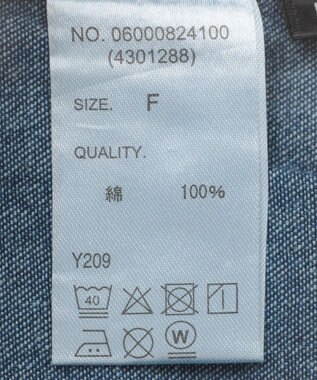 NO. 06000824100
(4301288)
SIZE. F
QUALITY.
綿 100%
Y209
40
W